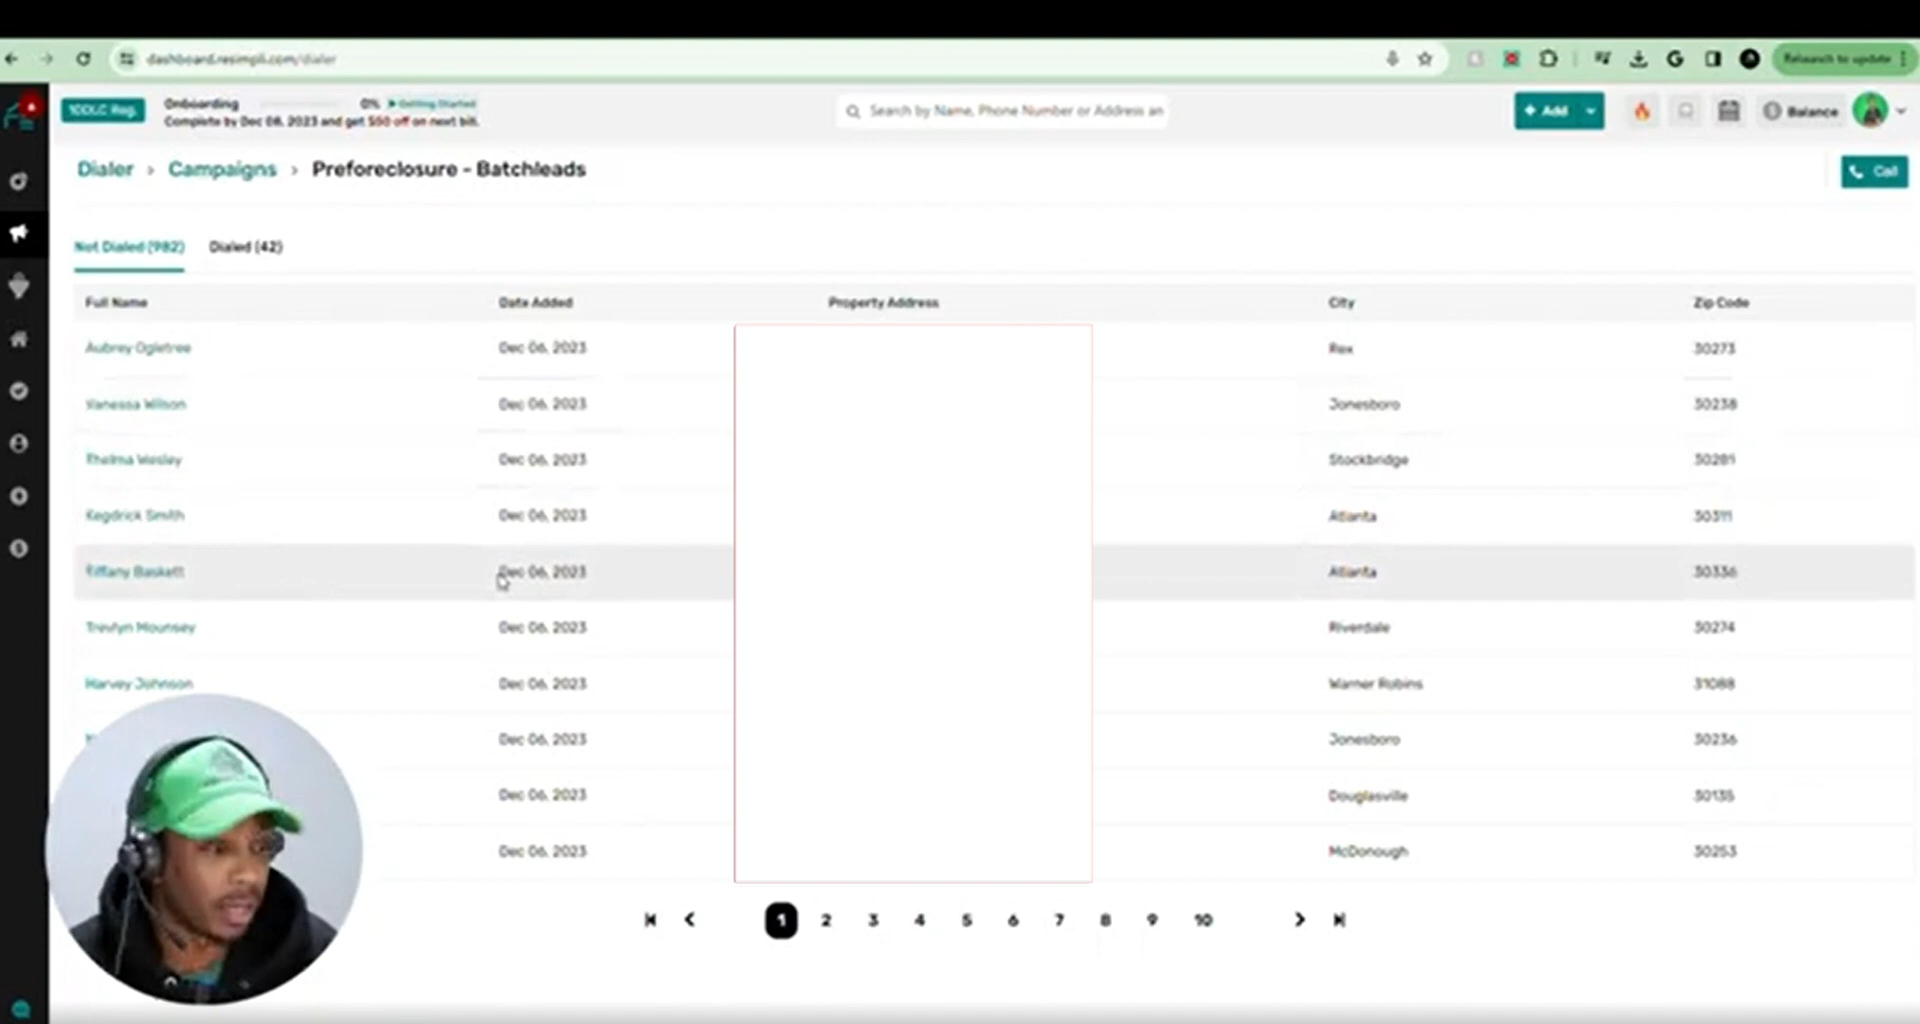 dashboard.resimpli.com/dialer
Relaunch to update
10DLC Reg.
Onboarding 0% Getting Started
Complete by Dec 08, 2023 and get $50 off on next bill.
Search by Name, Phone Number or Address an
+ Add
Balance
Dialer > Campaigns > Preforeclosure - Batchleads
Call
Not Dialed (982) Dialed (42)
Full Name Date Added Property Address City Zip Code
Aubrey Ogletree Dec 06, 2023 Rex 30273
Vanessa Wilson Dec 06, 2023 Jonesboro 30238
Thelma Wesley Dec 06, 2023 Stockbridge 30281
Kegdrick Smith Dec 06, 2023 Atlanta 30311
Tiffany Baskett Dec 06, 2023 Atlanta 30336
Trevlyn Mounsey Dec 06, 2023 Riverdale 30274
Harvey Johnson Dec 06, 2023 Warner Robins 31088
Dec 06, 2023 Jonesboro 30236
Dec 06, 2023 Douglasville 30135
Dec 06, 2023 McDonough 30253
1 2 3 4 5 6 7 8 9 10